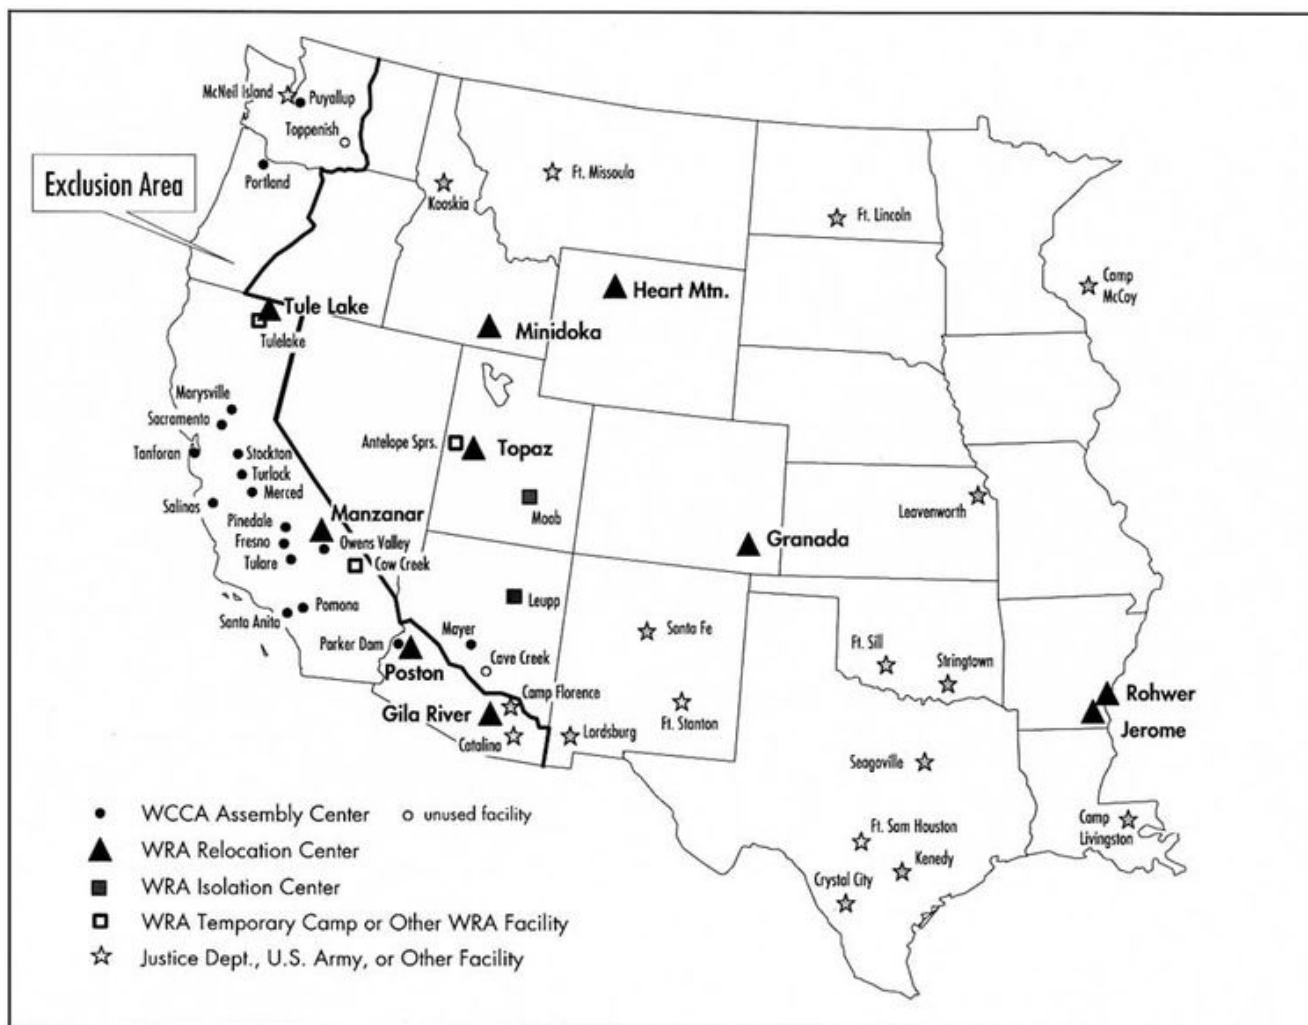 McNeil Island
Puyallup
Toppenish
Exclusion Area
Portland
Kooskia
Ft. Missoula
Ft. Lincoln
Camp
McCoy
Heart Mtn.
Tule Lake
Tulelake
Minidoka
Marysville
Sacramento
Tanforan
Stockton
Turlock
Merced
Salinas
Antelope Sprs.
Topaz
Moab
Leavenworth
Pinedale
Fresno
Tulare
Manzanar
Owens Valley
Cow Creek
Granada
Leupp
Pomona
Santa Anita
Parker Dam
Mayer
Santa Fe
Ft. Sill
Stringtown
Poston
Cave Creek
Camp Florence
Gila River
Catalina
Lordsburg
Ft. Stanton
Rohwer
Jerome
Seagoville
Ft. Sam Houston
Kenedy
Crystal City
Camp
Livingston
WCCA Assembly Center
unused facility
WRA Relocation Center
WRA Isolation Center
WRA Temporary Camp or Other WRA Facility
Justice Dept., U.S. Army, or Other Facility